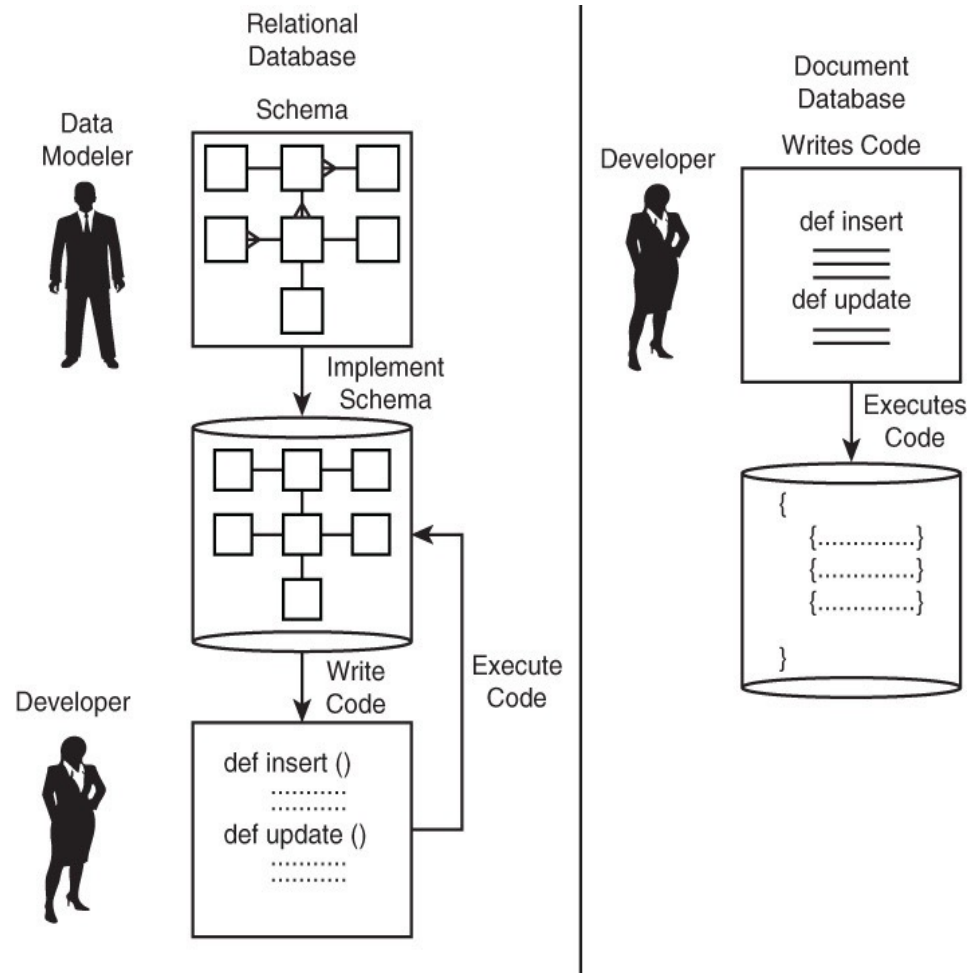 Relational
Database
Schema
Data
Modeler
Implement
Schema
Write
Code
Execute
Code
Developer
def insert ()
...........
...........
def update ()
...........
...........
Document
Database
Developer
Writes Code
def insert
def update
Executes
Code
{
{..............}
{..............}
{..............}
}